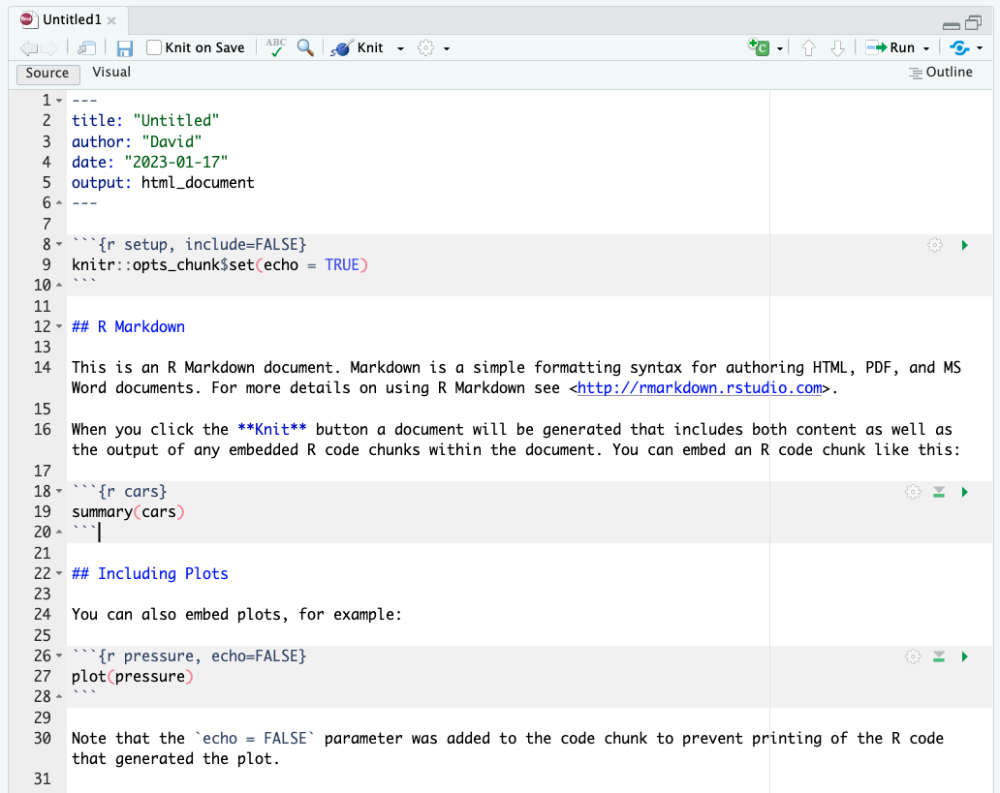 Untitled1
Knit on Save ABC Knit Run
Source Visual Outline
1 ---
2 title: "Untitled"
3 author: "David"
4 date: "2023-01-17"
5 output: html_document
6 ---
7
8 ```{r setup, include=FALSE}
9 knitr::opts_chunk$set(echo = TRUE)
10 ```
11
12 ## R Markdown
13
14 This is an R Markdown document. Markdown is a simple formatting syntax for authoring HTML, PDF, and MS
Word documents. For more details on using R Markdown see <http://rmarkdown.rstudio.com>.
15
16 When you click the **Knit** button a document will be generated that includes both content as well as
the output of any embedded R code chunks within the document. You can embed an R code chunk like this:
17
18 ```{r cars}
19 summary(cars)
20 ```
21
22 ## Including Plots
23
24 You can also embed plots, for example:
25
26 ```{r pressure, echo=FALSE}
27 plot(pressure)
28 ```
29
30 Note that the `echo = FALSE` parameter was added to the code chunk to prevent printing of the R code
that generated the plot.
31